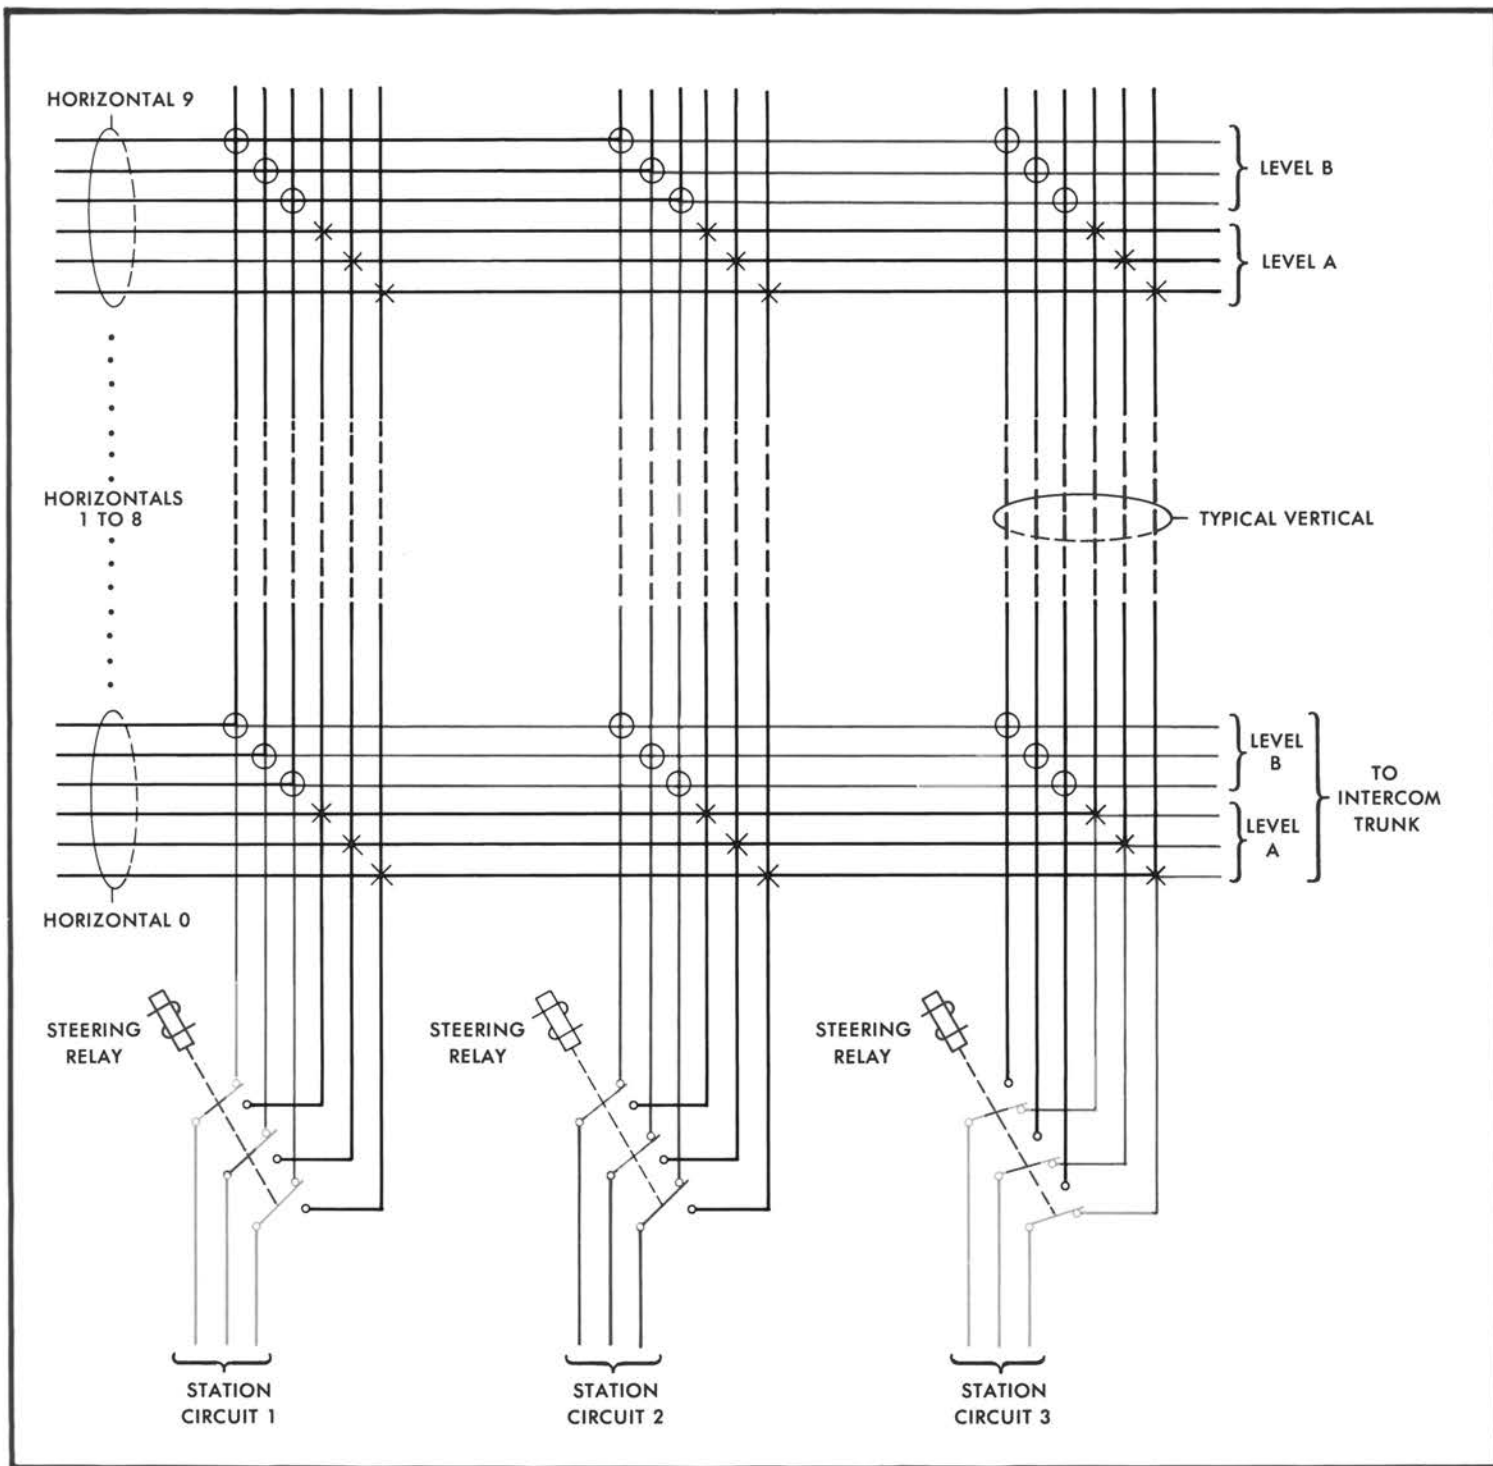 HORIZONTAL 9
LEVEL B
LEVEL A
HORIZONTALS
1 TO 8
TYPICAL VERTICAL
LEVEL
B
TO
INTERCOM
TRUNK
LEVEL
A
HORIZONTAL 0
STEERING
RELAY
STEERING
RELAY
STEERING
RELAY
STATION
CIRCUIT 1
STATION
CIRCUIT 2
STATION
CIRCUIT 3